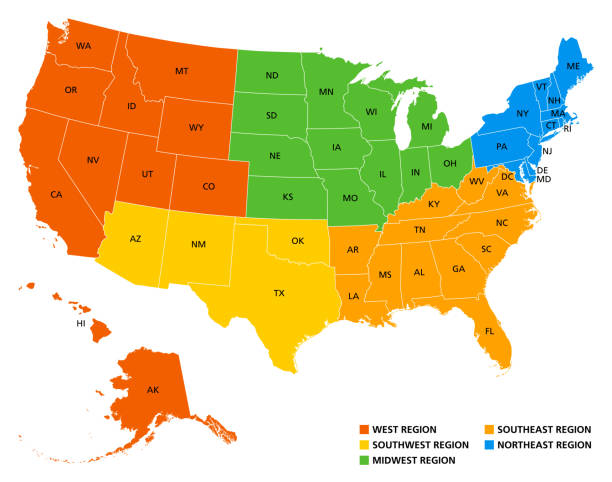 WA
MT
ND
MN
ME
VT
NH
OR
ID
SD
WI
MI
NY
MA
CT
RI
WY
NE
IA
PA
NJ
NV
UT
CO
IL
IN
OH
DE
MD
DC
WV
VA
CA
KS
MO
KY
NC
AZ
NM
OK
AR
TN
SC
TX
LA
MS
AL
GA
FL
HI
AK
WEST REGION
SOUTHWEST REGION
MIDWEST REGION
SOUTHEAST REGION
NORTHEAST REGION